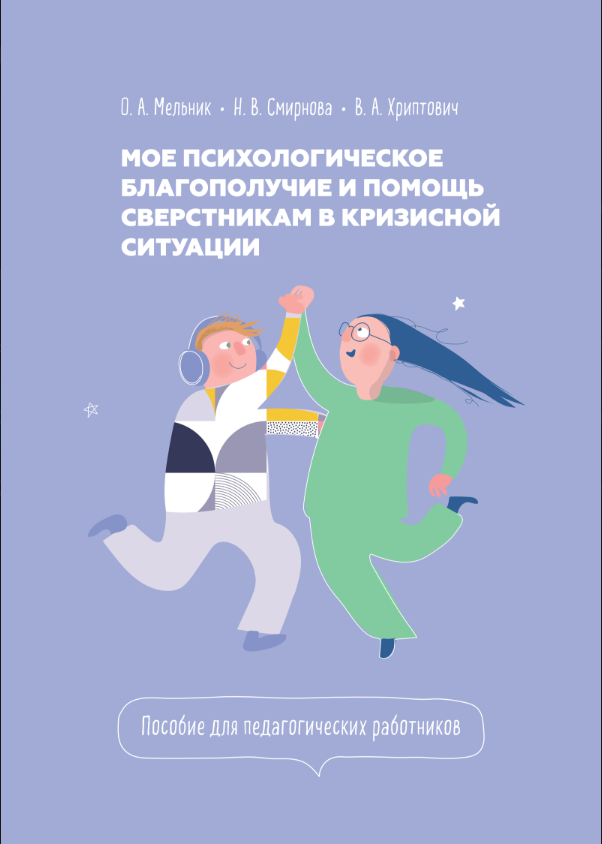 О. А. Мельник • Н. В. Смирнова • В. А. Хриптович
МОЕ ПСИХОЛОГИЧЕСКОЕ
БЛАГОПОЛУЧИЕ И ПОМОЩЬ
СВЕРСТНИКАМ В КРИЗИСНОЙ
СИТУАЦИИ
Пособие для педагогических работников